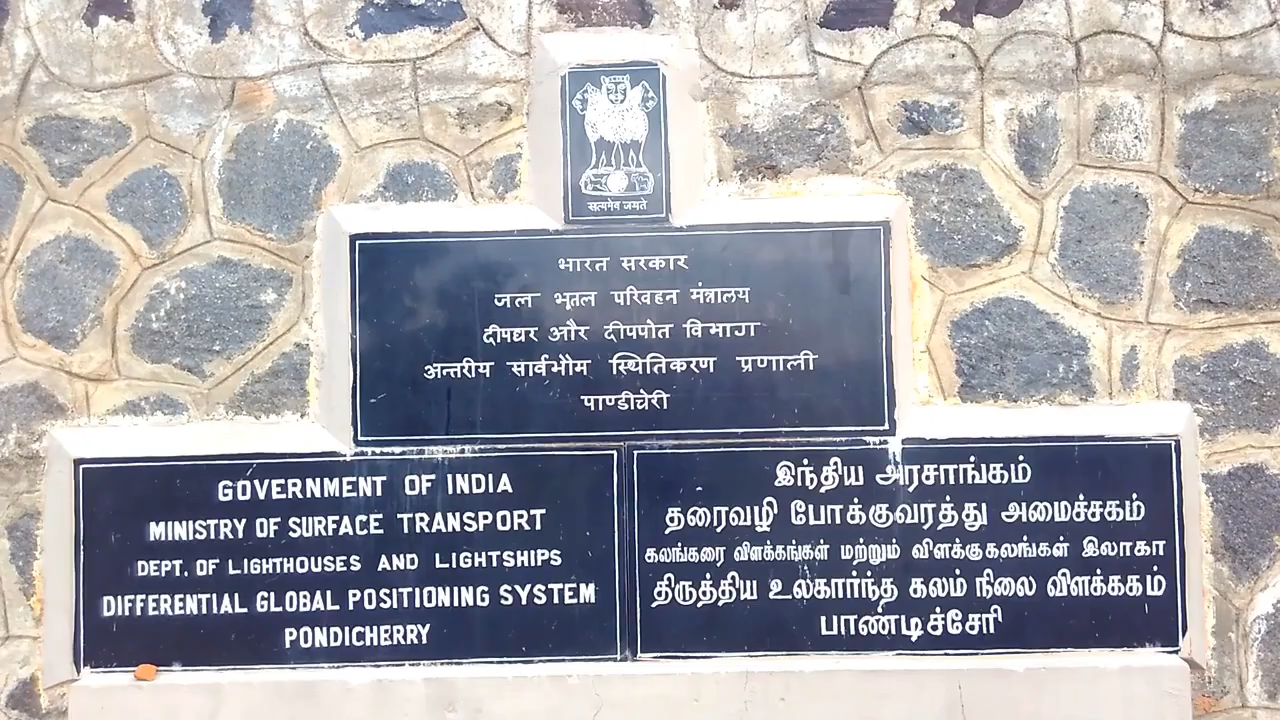 सत्यमेव जयते
भारत सरकार
जल भूतल परिवहन मंत्रालय
दीपघर और दीपपोत विभाग
अन्तरीय सार्वभौम स्थितिकरण प्रणाली
पाण्डीचेरी
GOVERNMENT OF INDIA
MINISTRY OF SURFACE TRANSPORT
DEPT. OF LIGHTHOUSES AND LIGHTSHIPS
DIFFERENTIAL GLOBAL POSITIONING SYSTEM
PONDICHERRY
இந்திய அரசாங்கம்
தரைவழி போக்குவரத்து அமைச்சகம்
கலங்கரை விளக்கங்கள் மற்றும் விளக்குகலங்கள் இலாகா
திருத்திய உலகார்ந்த கலம் நிலை விளக்ககம்
பாண்டிச்சேரி